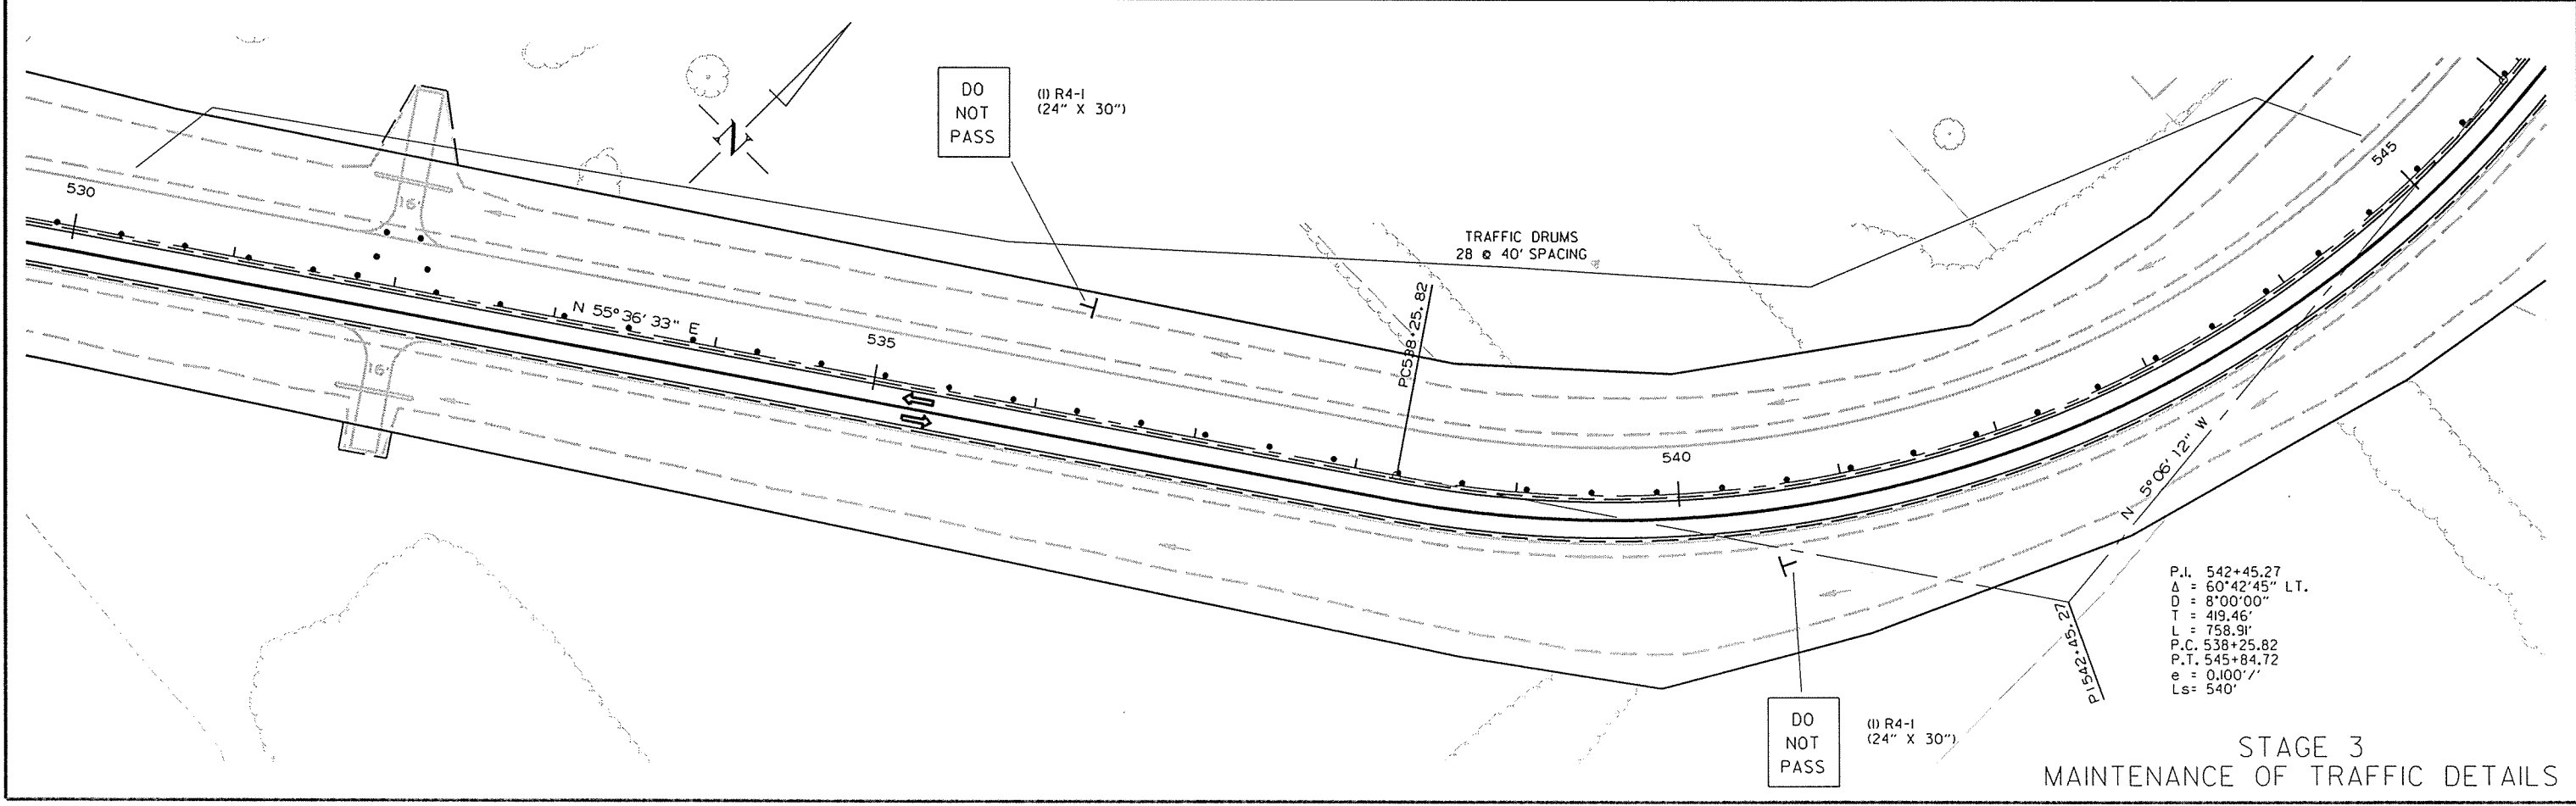 DO
NOT
PASS
(1) R4-1
(24" X 30")
N
530
16'
TRAFFIC DRUMS
28 @ 40' SPACING
545
N 55°36'33" E
535
PC538+25.82
16'
540
N 5°06'12" W
PI542+45.27
P.I. 542+45.27
Δ = 60°42'45" LT.
D = 8°00'00"
T = 419.46'
L = 758.91'
P.C. 538+25.82
P.T. 545+84.72
e = 0.100'/'
Ls= 540'
DO
NOT
PASS
(1) R4-1
(24" X 30")
STAGE 3
MAINTENANCE OF TRAFFIC DETAILS